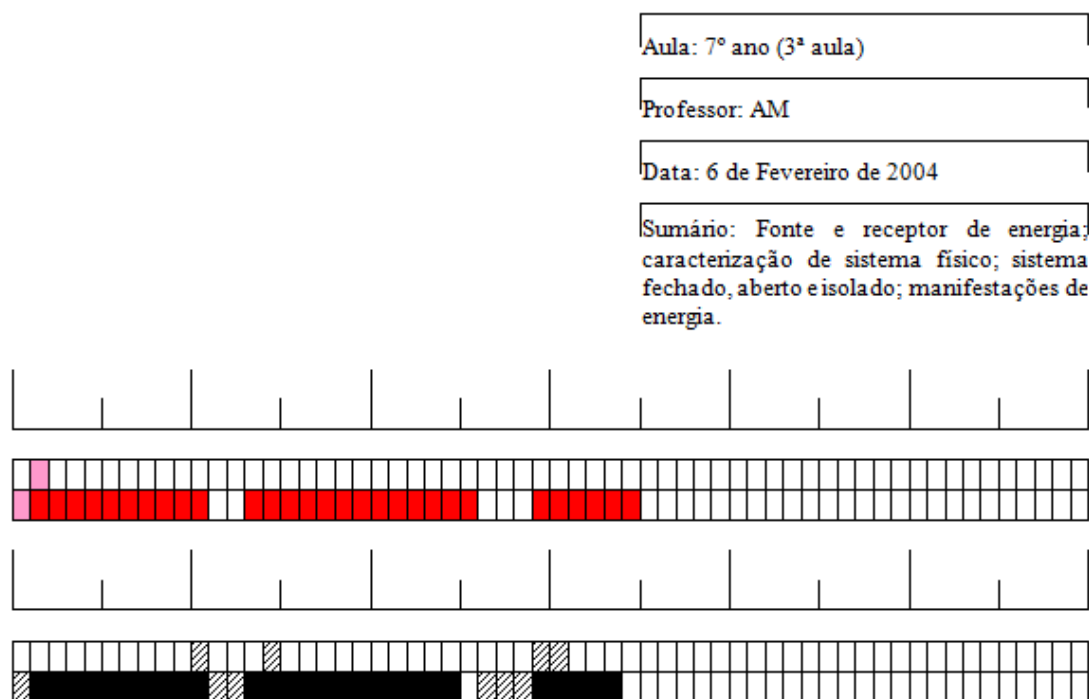 Aula: 7º ano (3ª aula)
Professor: AM
Data: 6 de Fevereiro de 2004
Sumário: Fonte e receptor de energia;
caracterização de sistema físico; sistema
fechado, aberto e isolado; manifestações de
energia.